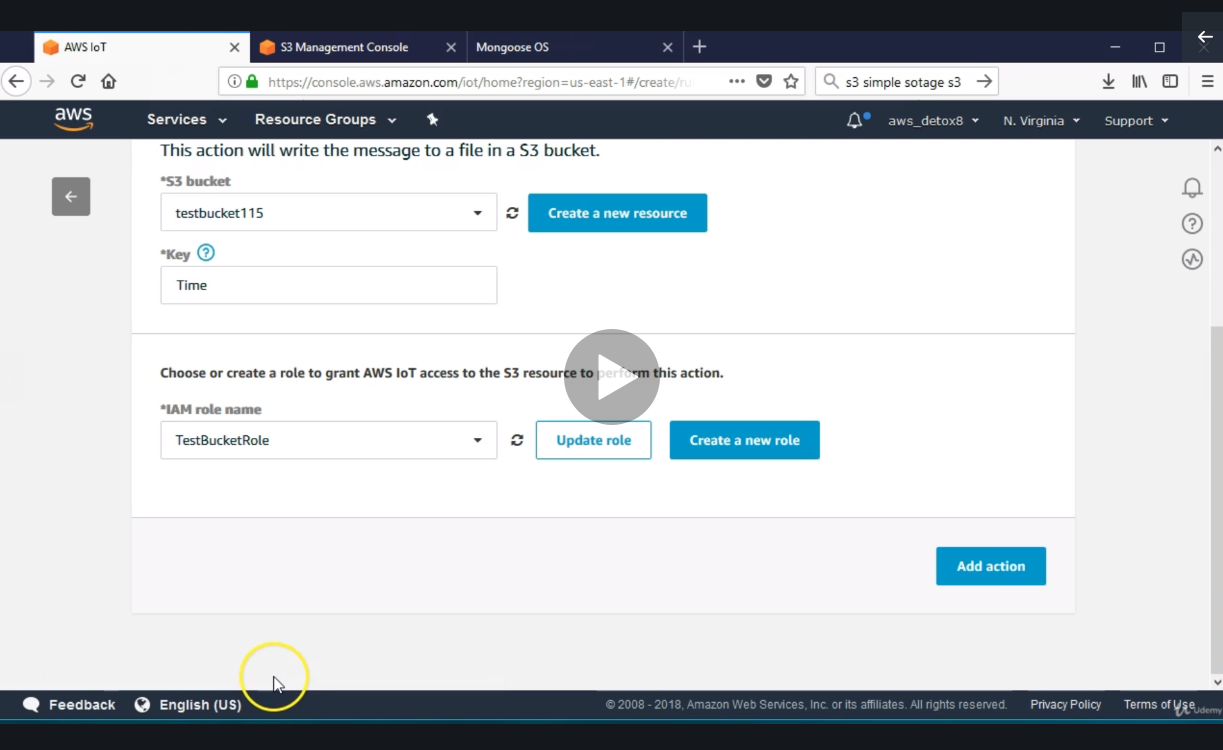 AWS IoT
S3 Management Console
Mongoose OS
https://console.aws.amazon.com/iot/home?region=us-east-1#/create/ru
s3 simple sotage s3
aws
Services
Resource Groups
aws_detox8
N. Virginia
Support
This action will write the message to a file in a S3 bucket.
*S3 bucket
testbucket115
Create a new resource
*Key
Time
Choose or create a role to grant AWS IoT access to the S3 resource to perform this action.
*IAM role name
TestBucketRole
Update role
Create a new role
Add action
Feedback
English (US)
© 2008 - 2018, Amazon Web Services, Inc. or its affiliates. All rights reserved.
Privacy Policy
Terms of Use
Udemy